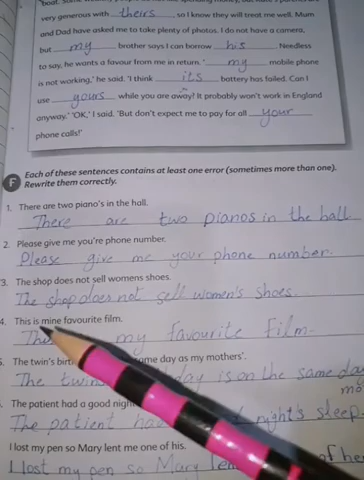 very generous with theirs, so I know they will treat me well. Mum
and Dad have asked me to take plenty of photos. I do not have a camera,
but my brother says I can borrow his. Needless
to say, he wants a favour from me in return. ' my mobile phone
is not working,' he said. 'I think its battery has failed. Can I
use yours while you are away? It probably won't work in England
anyway.' 'OK,' I said. 'But don't expect me to pay for all your
phone calls!'
F Each of these sentences contains at least one error (sometimes more than one).
Rewrite them correctly.
1. There are two piano's in the hall.
There are two pianos in the hall
2. Please give me you're phone number.
Please give me your phone number.
3. The shop does not sell womens shoes.
The shop does not sell women's shoes.
4. This is mine favourite film.
my favourite film.
5. The twin's same day as my mothers'.
The day is on the same day
The patient had a good
The patient night's sleep.
I lost my pen so Mary lent me one of his.
I lost my pen so Mary of